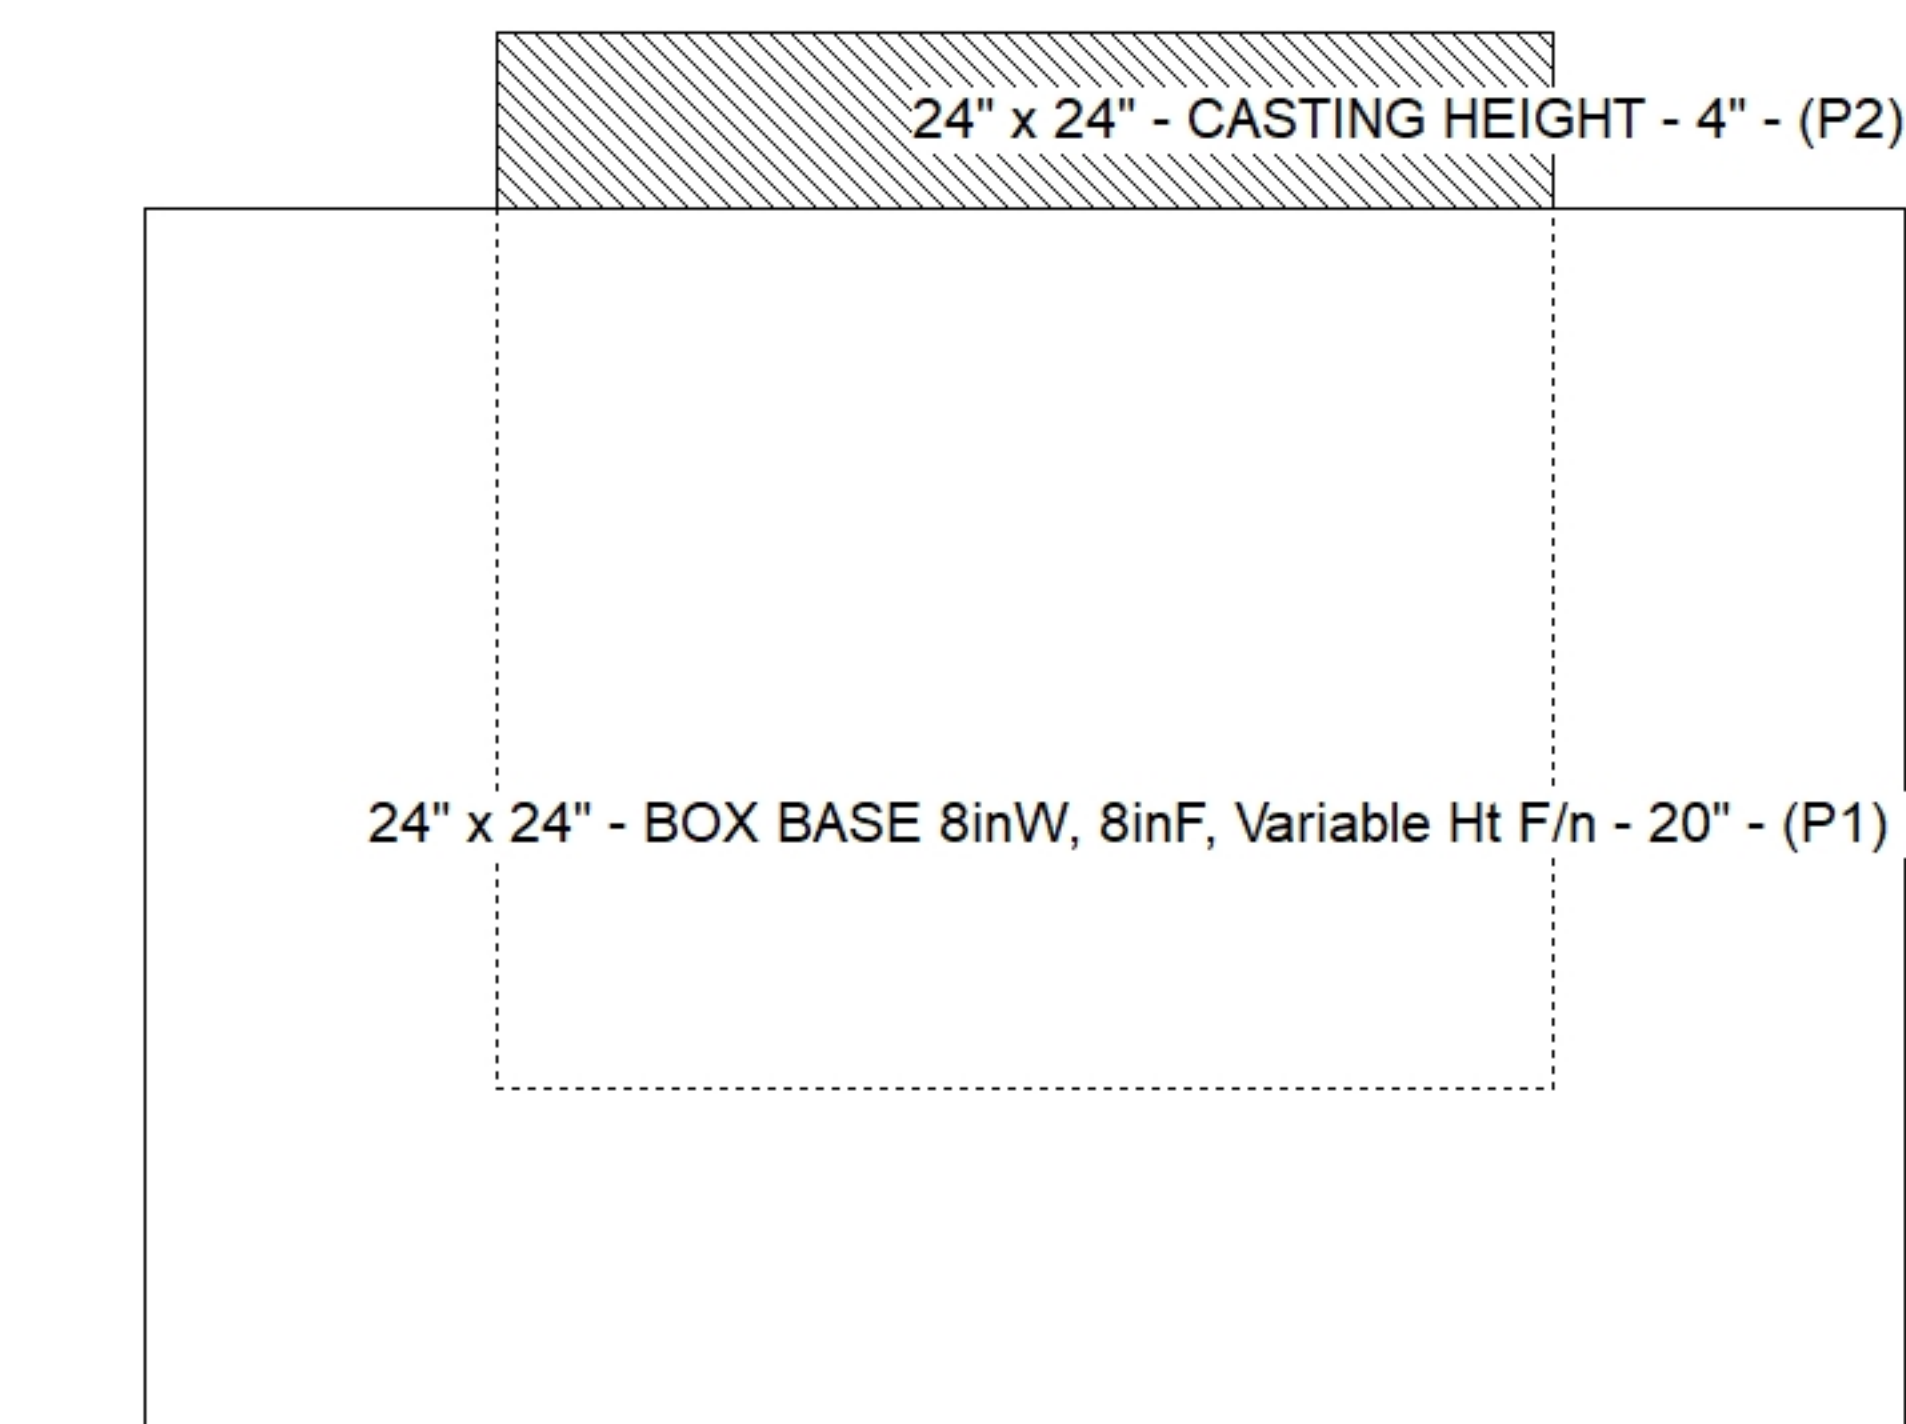 24" x 24" - CASTING HEIGHT - 4" - (P2)
24" x 24" - BOX BASE 8inW, 8inF, Variable Ht F/n - 20" - (P1)